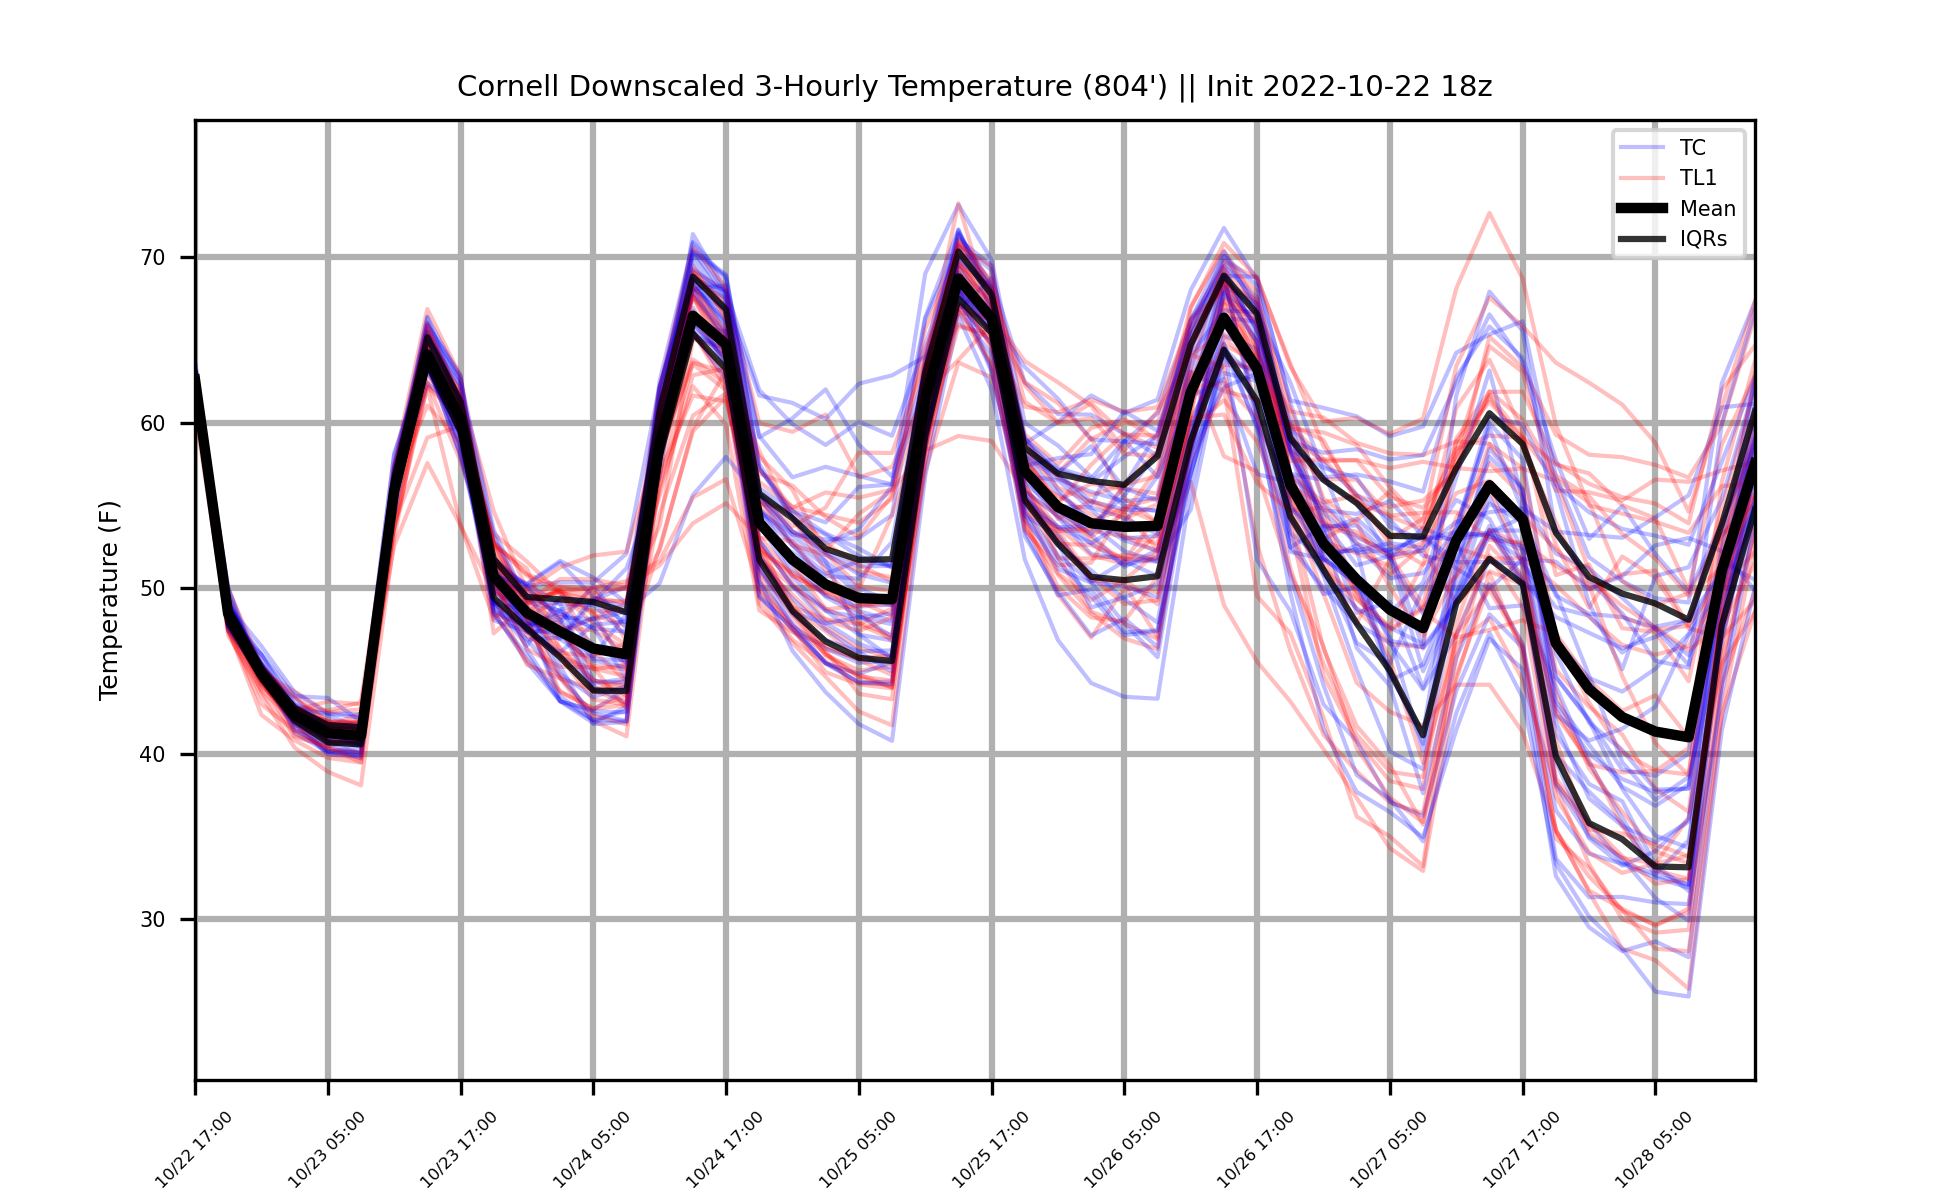 Cornell Downscaled 3-Hourly Temperature (804') || Init 2022-10-22 18z
TC
TL1
Mean
IQRs
Temperature (F)
70
60
50
40
30
10/22 17:00
10/23 05:00
10/23 17:00
10/24 05:00
10/24 17:00
10/25 05:00
10/25 17:00
10/26 05:00
10/26 17:00
10/27 05:00
10/27 17:00
10/28 05:00